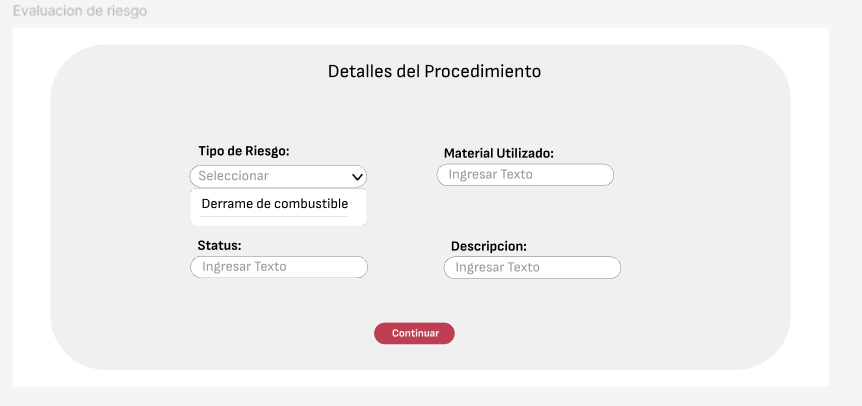 Evaluacion de riesgo
Detalles del Procedimiento
Tipo de Riesgo:
Seleccionar
Derrame de combustible
Material Utilizado:
Ingresar Texto
Status:
Ingresar Texto
Descripcion:
Ingresar Texto
Continuar